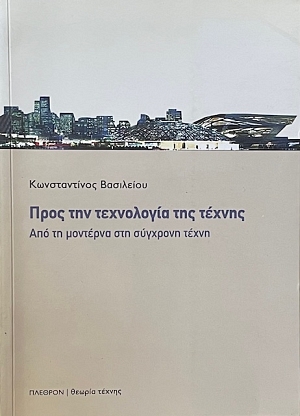 Κωνσταντίνος Βασιλείου
Προς την τεχνολογία της τέχνης
Από τη μοντέρνα στη σύγχρονη τέχνη
ΠΛΕΘΡΟΝ | θεωρία τέχνης